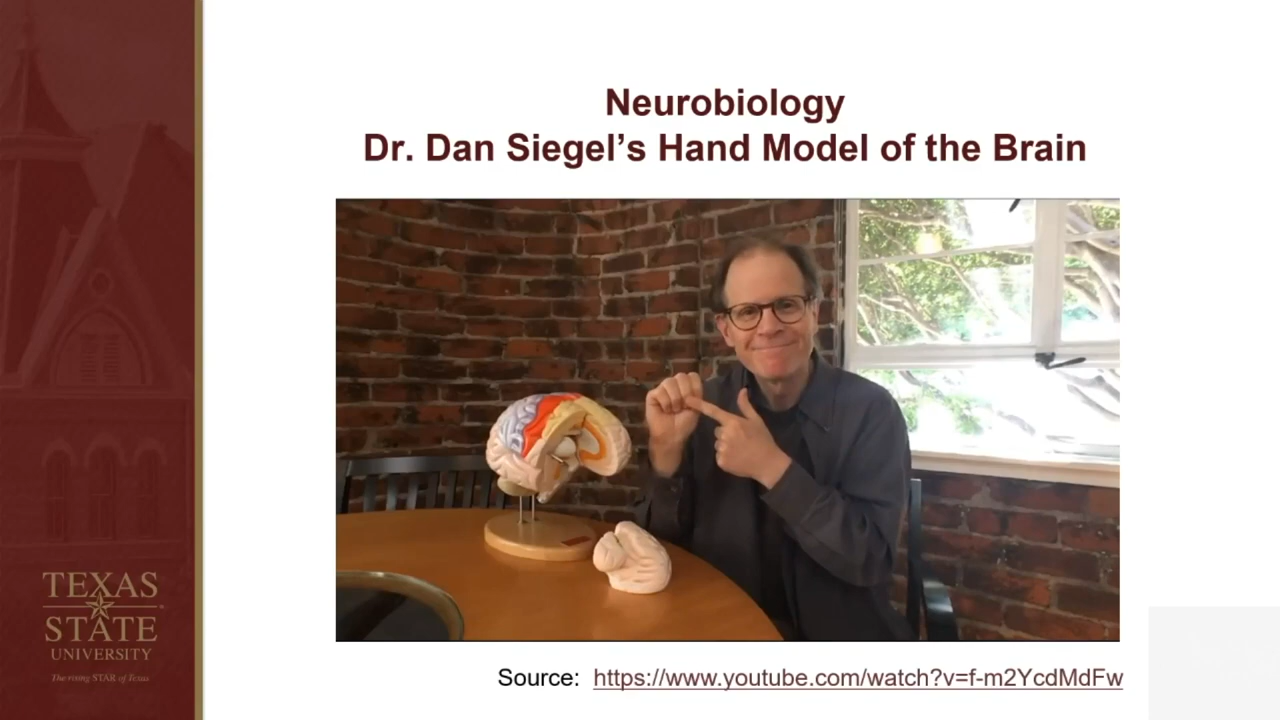 Neurobiology
Dr. Dan Siegel’s Hand Model of the Brain
Source: https://www.youtube.com/watch?v=f-m2YcdMdFw
TEXAS
STATE
UNIVERSITY
The rising STAR of Texas